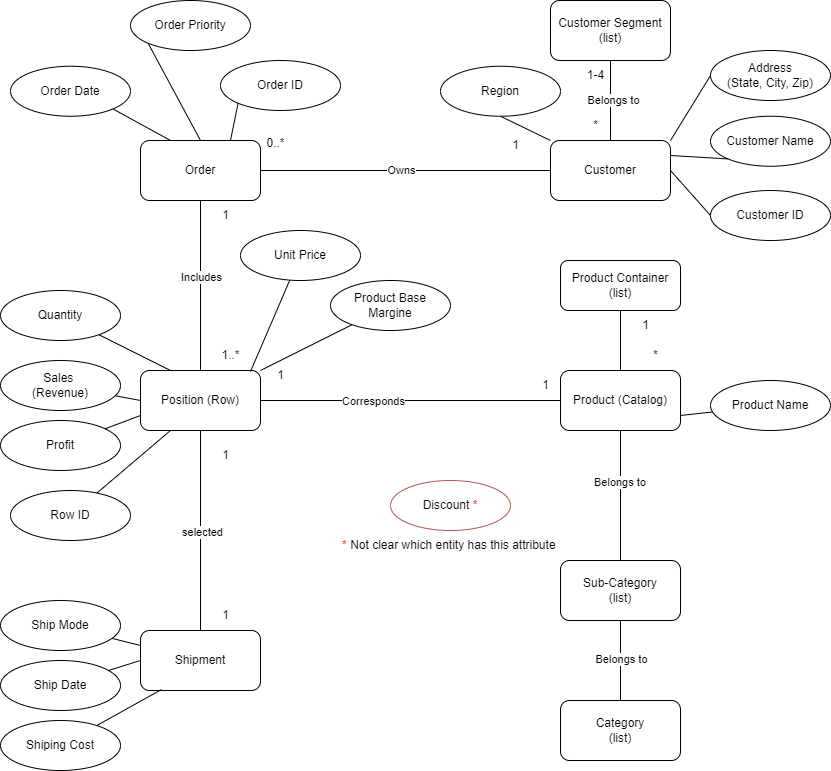 Order Priority
Customer Segment
(list)
Order Date
Order ID
1-4
Region
Belongs to
Address
(State, City, Zip)
*
0..*
1
Customer Name
Order
Owns
Customer
Customer ID
1
Unit Price
Includes
Product Container
(list)
Product Base
Margine
Quantity
1
1..*
*
1
Sales
(Revenue)
1
Position (Row)
Corresponds
Product (Catalog)
Product Name
Profit
1
Belongs to
Row ID
Discount *
selected
* Not clear which entity has this attribute
Sub-Category
(list)
1
Ship Mode
Shipment
Belongs to
Ship Date
Category
(list)
Shiping Cost